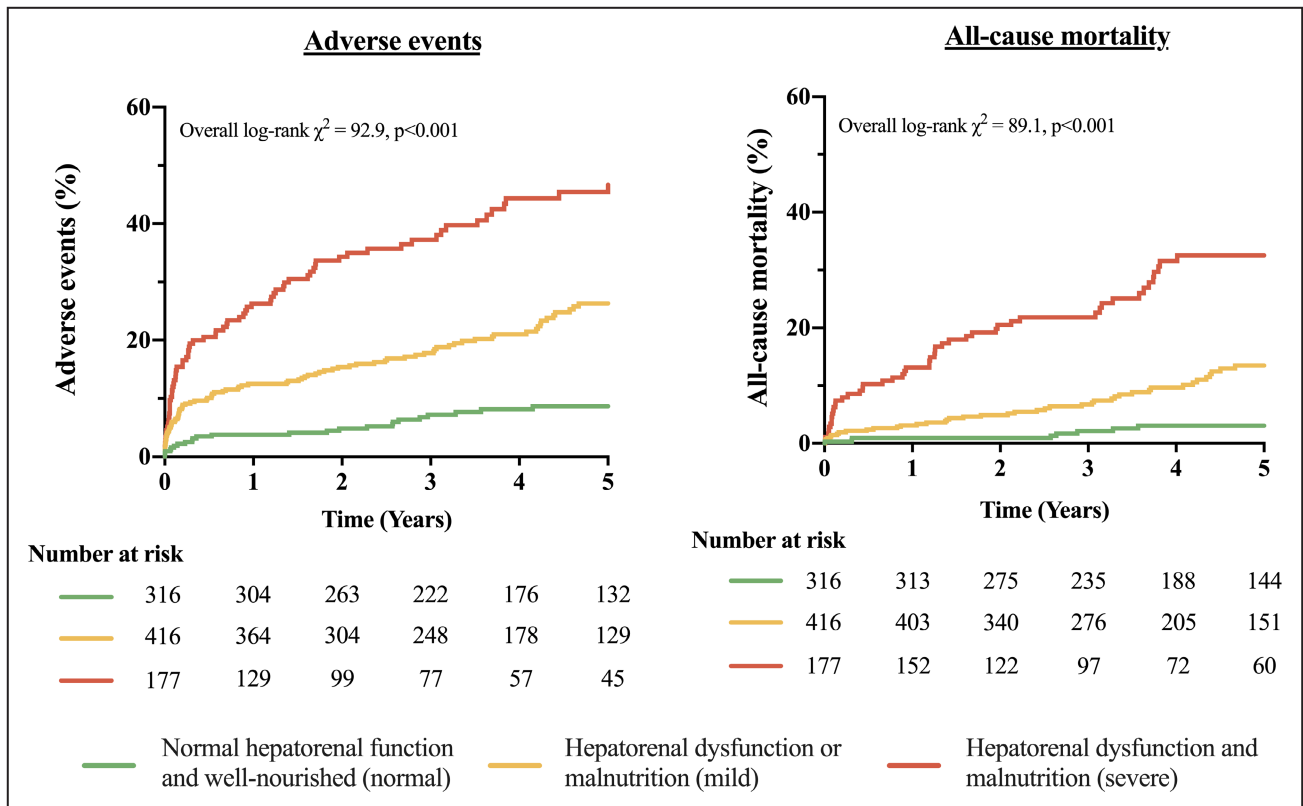 Adverse events
All-cause mortality
60
40
20
0
Adverse events (%)
Overall log-rank χ² = 92.9, p<0.001
0 1 2 3 4 5
Time (Years)
60
40
20
0
All-cause mortality (%)
Overall log-rank χ² = 89.1, p<0.001
0 1 2 3 4 5
Time (Years)
Number at risk
316 304 263 222 176 132
416 364 304 248 178 129
177 129 99 77 57 45
Number at risk
316 313 275 235 188 144
416 403 340 276 205 151
177 152 122 97 72 60
Normal hepatorenal function
and well-nourished (normal)
Hepatorenal dysfunction or
malnutrition (mild)
Hepatorenal dysfunction and
malnutrition (severe)